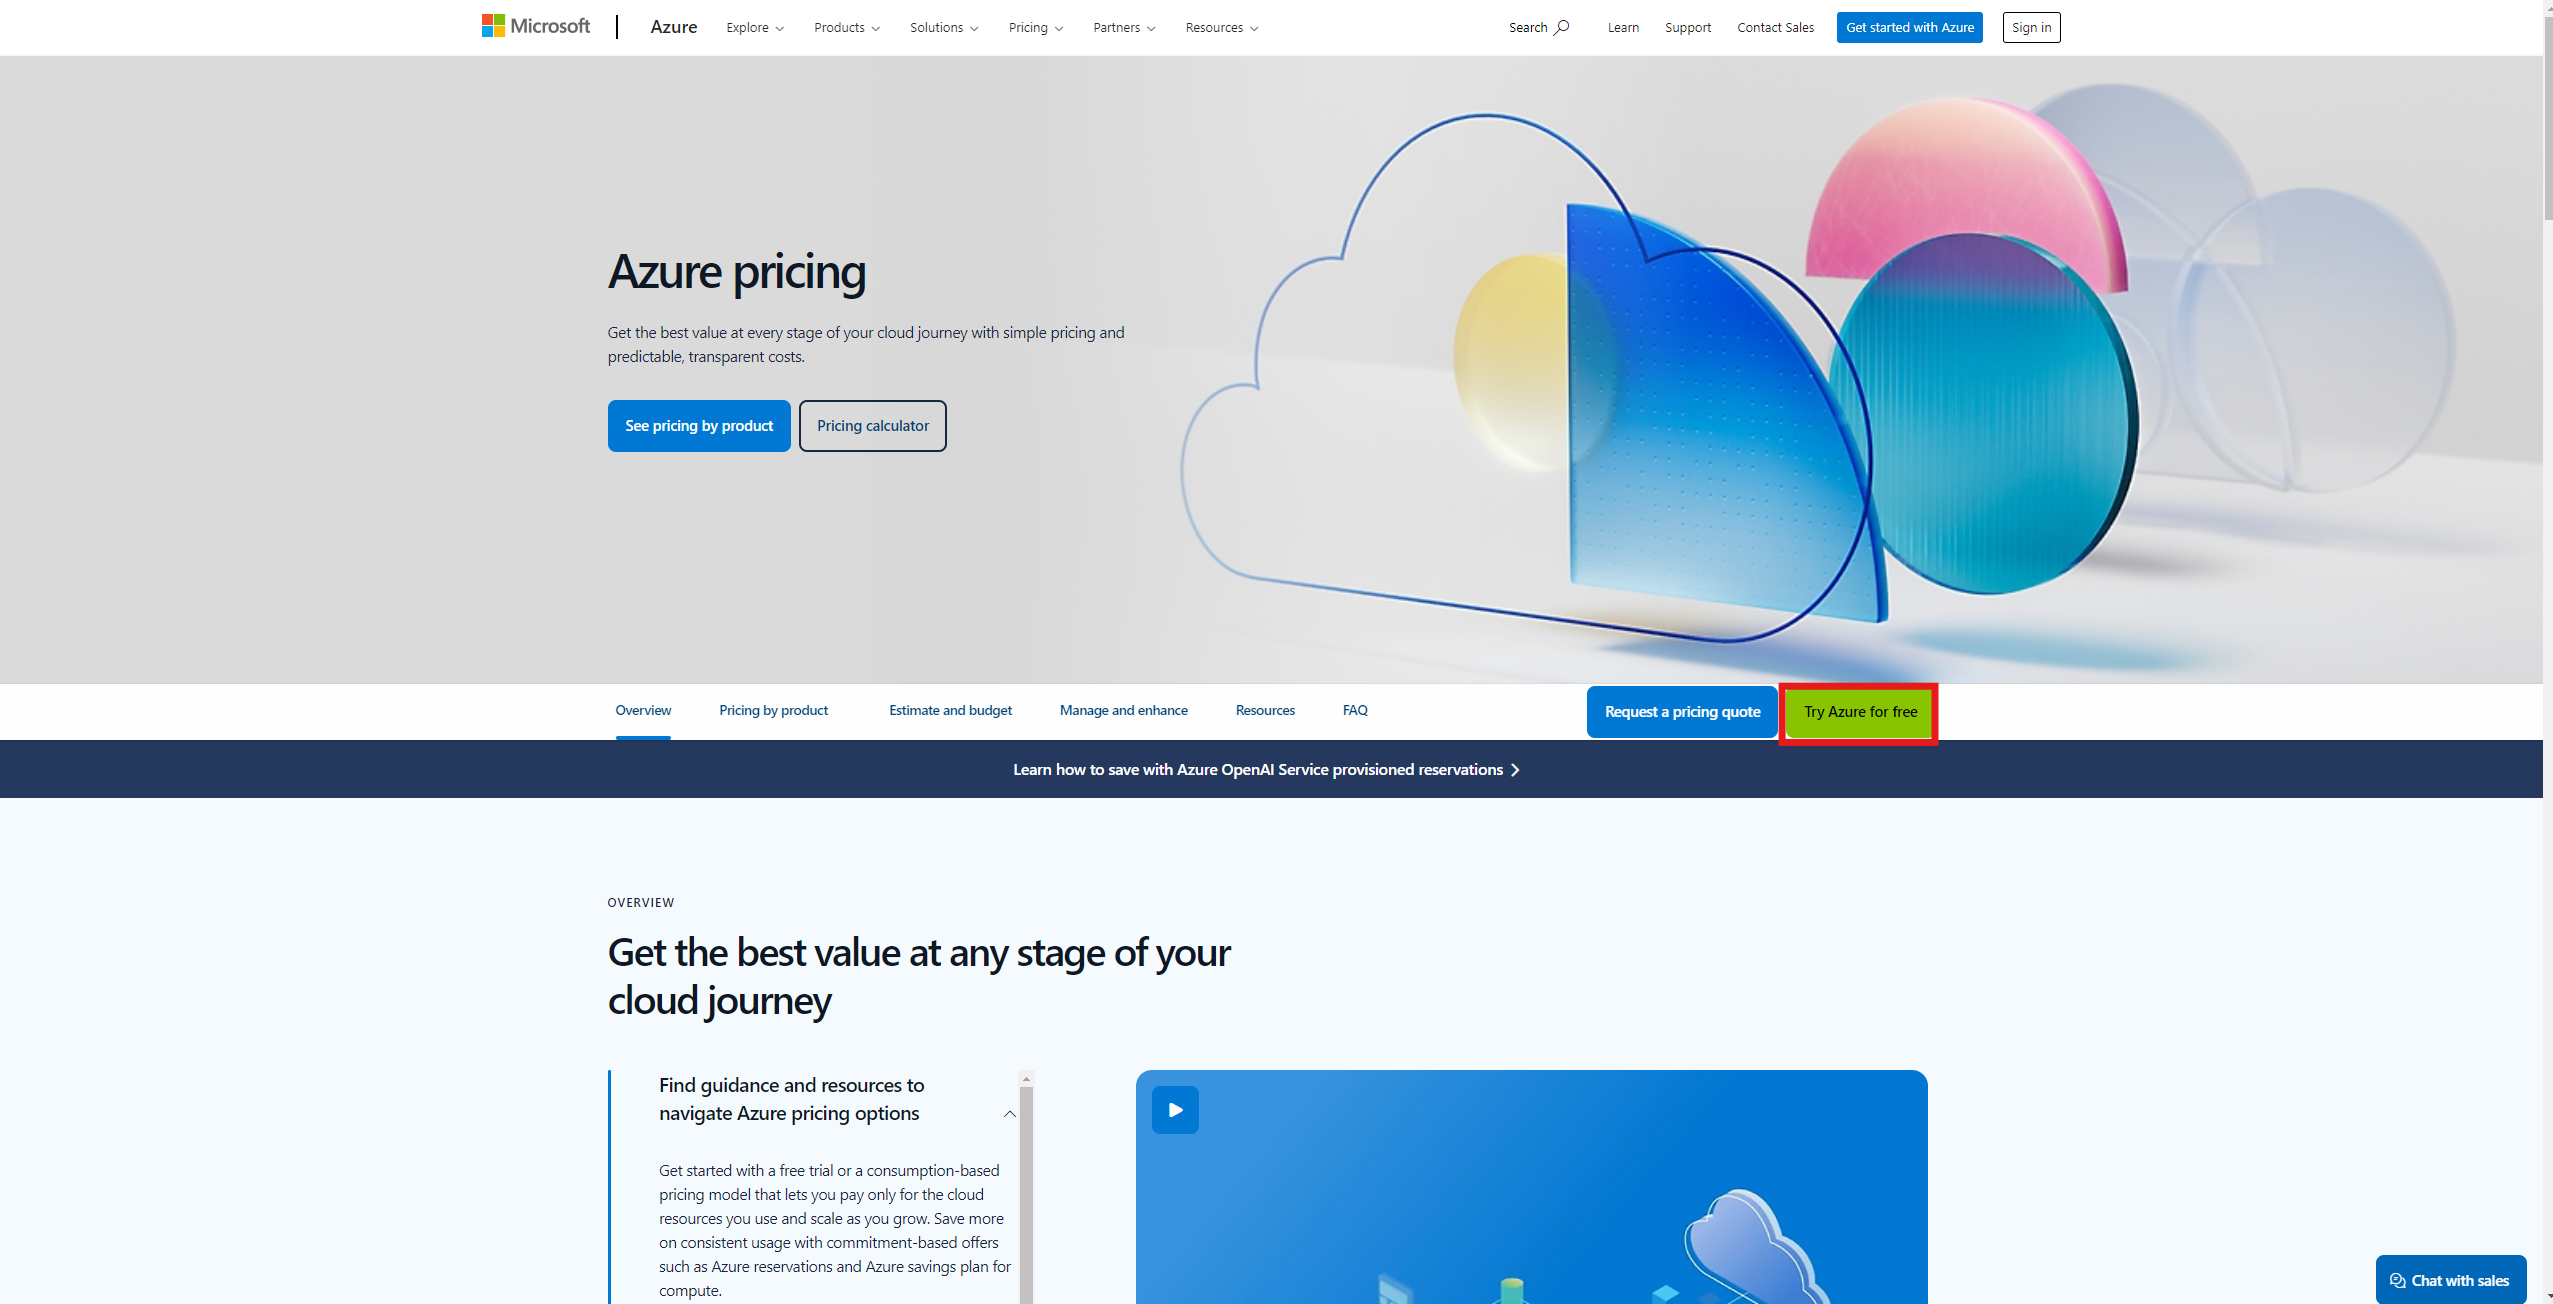 Microsoft
Azure
Explore
Products
Solutions
Pricing
Partners
Resources
Search
Learn
Support
Contact Sales
Get started with Azure
Sign in
Azure pricing
Get the best value at every stage of your cloud journey with simple pricing and
predictable, transparent costs.
See pricing by product
Pricing calculator
Overview
Pricing by product
Estimate and budget
Manage and enhance
Resources
FAQ
Request a pricing quote
Try Azure for free
Learn how to save with Azure OpenAI Service provisioned reservations
OVERVIEW
Get the best value at any stage of your
cloud journey
Find guidance and resources to
navigate Azure pricing options
Get started with a free trial or a consumption-based
pricing model that lets you pay only for the cloud
resources you use and scale as you grow. Save more
on consistent usage with commitment-based offers
such as Azure reservations and Azure savings plan for
compute.
Chat with sales